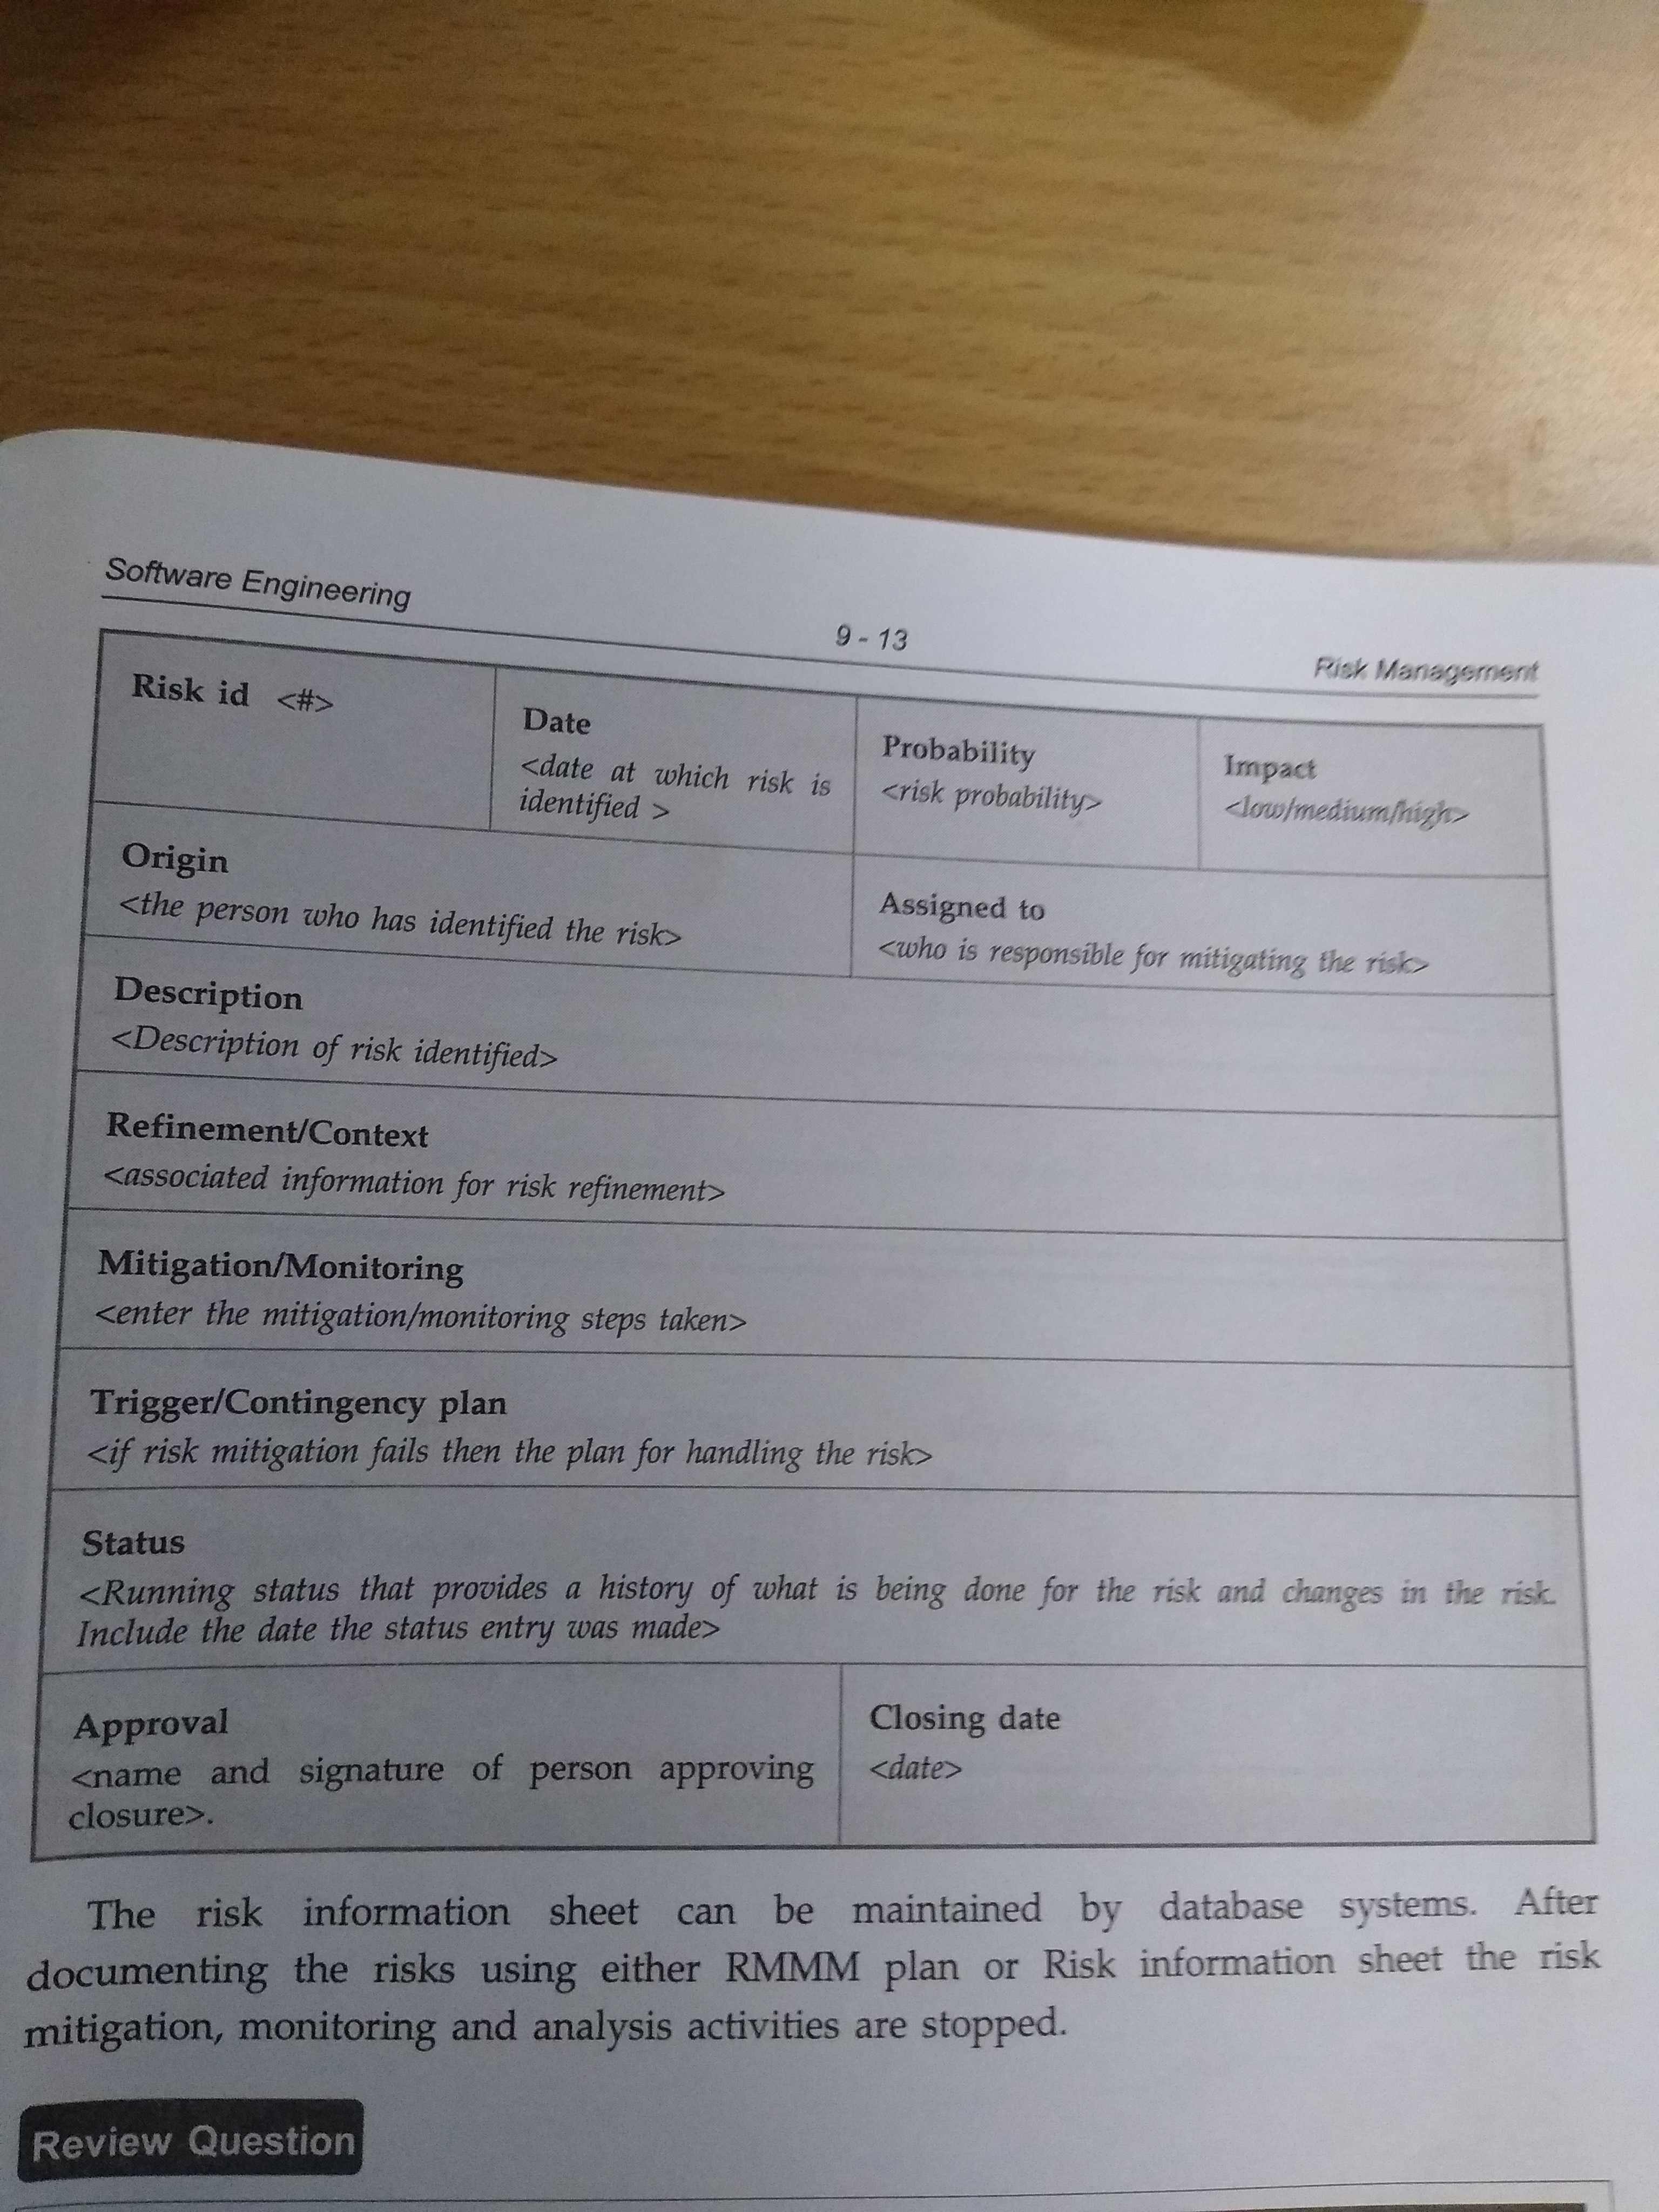 Software Engineering
9 - 13
Risk Management
Risk id <#>
Date
<date at which risk is
identified >
Probability
<risk probability>
Impact
<low/medium/high>
Origin
<the person who has identified the risk>
Assigned to
<who is responsible for mitigating the risk>
Description
<Description of risk identified>
Refinement/Context
<associated information for risk refinement>
Mitigation/Monitoring
<enter the mitigation/monitoring steps taken>
Trigger/Contingency plan
<if risk mitigation fails then the plan for handling the risk>
Status
<Running status that provides a history of what is being done for the risk and changes in the risk.
Include the date the status entry was made>
Approval
<name and signature of person approving
closure>.
Closing date
<date>
The risk information sheet can be maintained by database systems. After
documenting the risks using either RMMM plan or Risk information sheet the risk
mitigation, monitoring and analysis activities are stopped.
Review Question